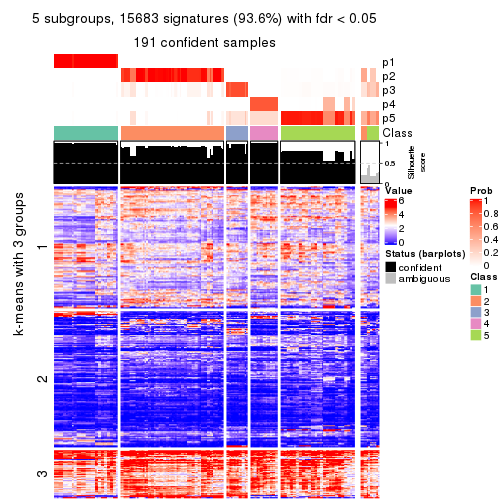 5 subgroups, 15683 signatures (93.6%) with fdr < 0.05
191 confident samples
p1
p2
p3
p4
p5
Class
1
0.5
0
Silhouette
score
k-means with 3 groups
1
2
3
Value
6
4
2
0
Status (barplots)
confident
ambiguous
Prob
1
0.8
0.6
0.4
0.2
0
Class
1
2
3
4
5